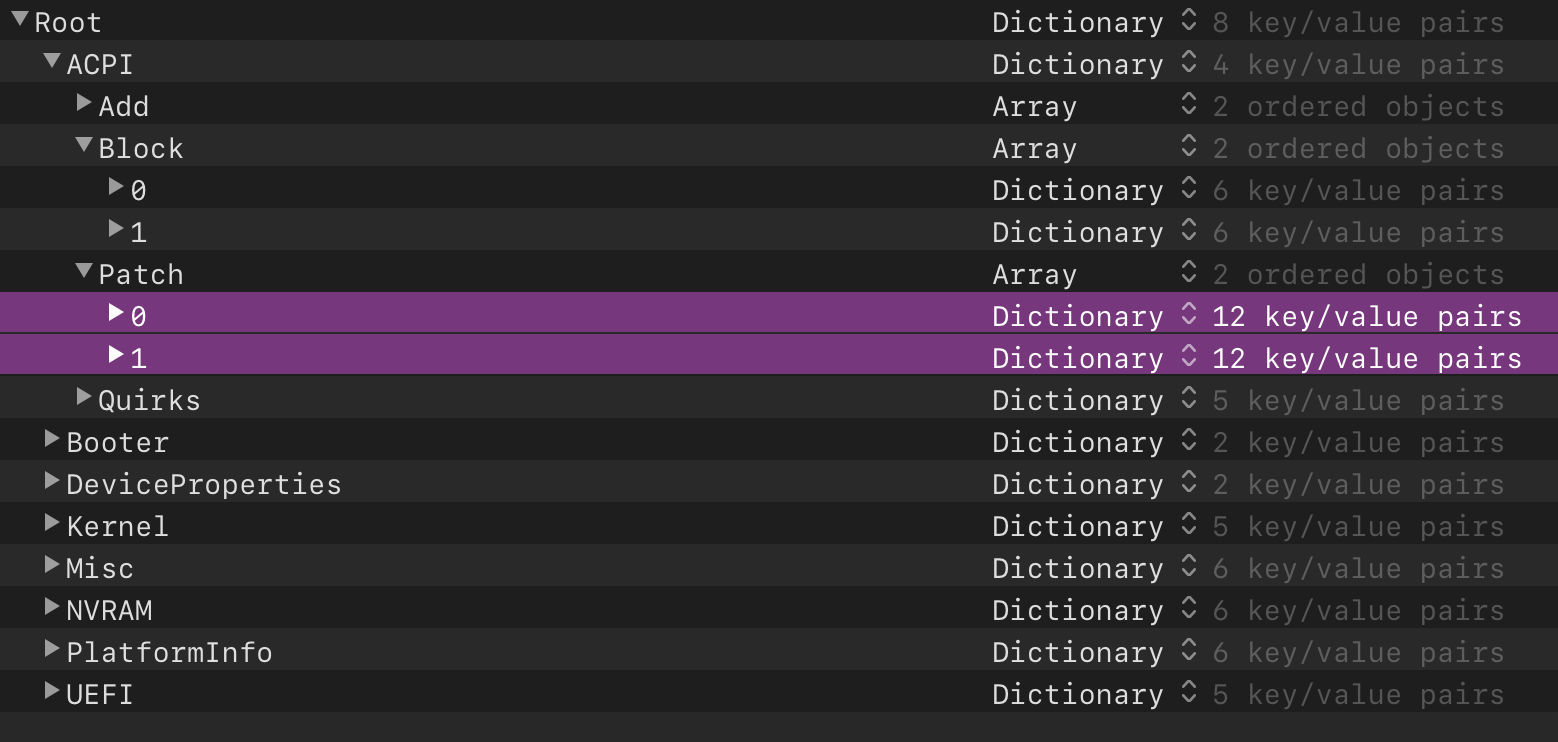 Root Dictionary 8 key/value pairs
ACPI Dictionary 4 key/value pairs
Add Array 2 ordered objects
Block Array 2 ordered objects
0 Dictionary 6 key/value pairs
1 Dictionary 6 key/value pairs
Patch Array 2 ordered objects
0 Dictionary 12 key/value pairs
1 Dictionary 12 key/value pairs
Quirks Dictionary 5 key/value pairs
Booter Dictionary 2 key/value pairs
DeviceProperties Dictionary 2 key/value pairs
Kernel Dictionary 5 key/value pairs
Misc Dictionary 6 key/value pairs
NVRAM Dictionary 6 key/value pairs
PlatformInfo Dictionary 6 key/value pairs
UEFI Dictionary 5 key/value pairs